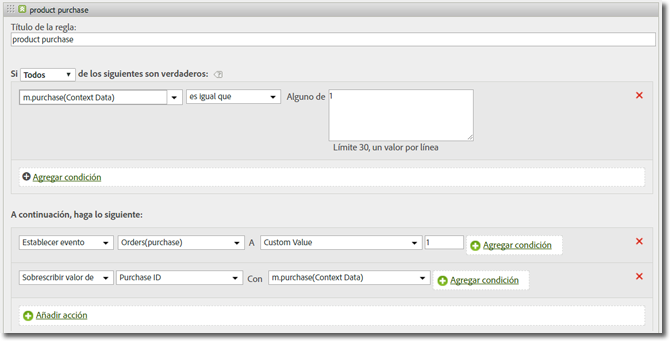 product purchase
Título de la regla:
product purchase
Si Todos de los siguientes son verdaderos:
m.purchase(Context Data) es igual que Alguno de 1
Límite 30, un valor por línea
Agregar condición
A continuación, haga lo siguiente:
Establecer evento Orders(purchase) A Custom Value 1 Agregar condición
Sobrescribir valor de Purchase ID Con m.purchase(Context Data) Agregar condición
Añadir acción